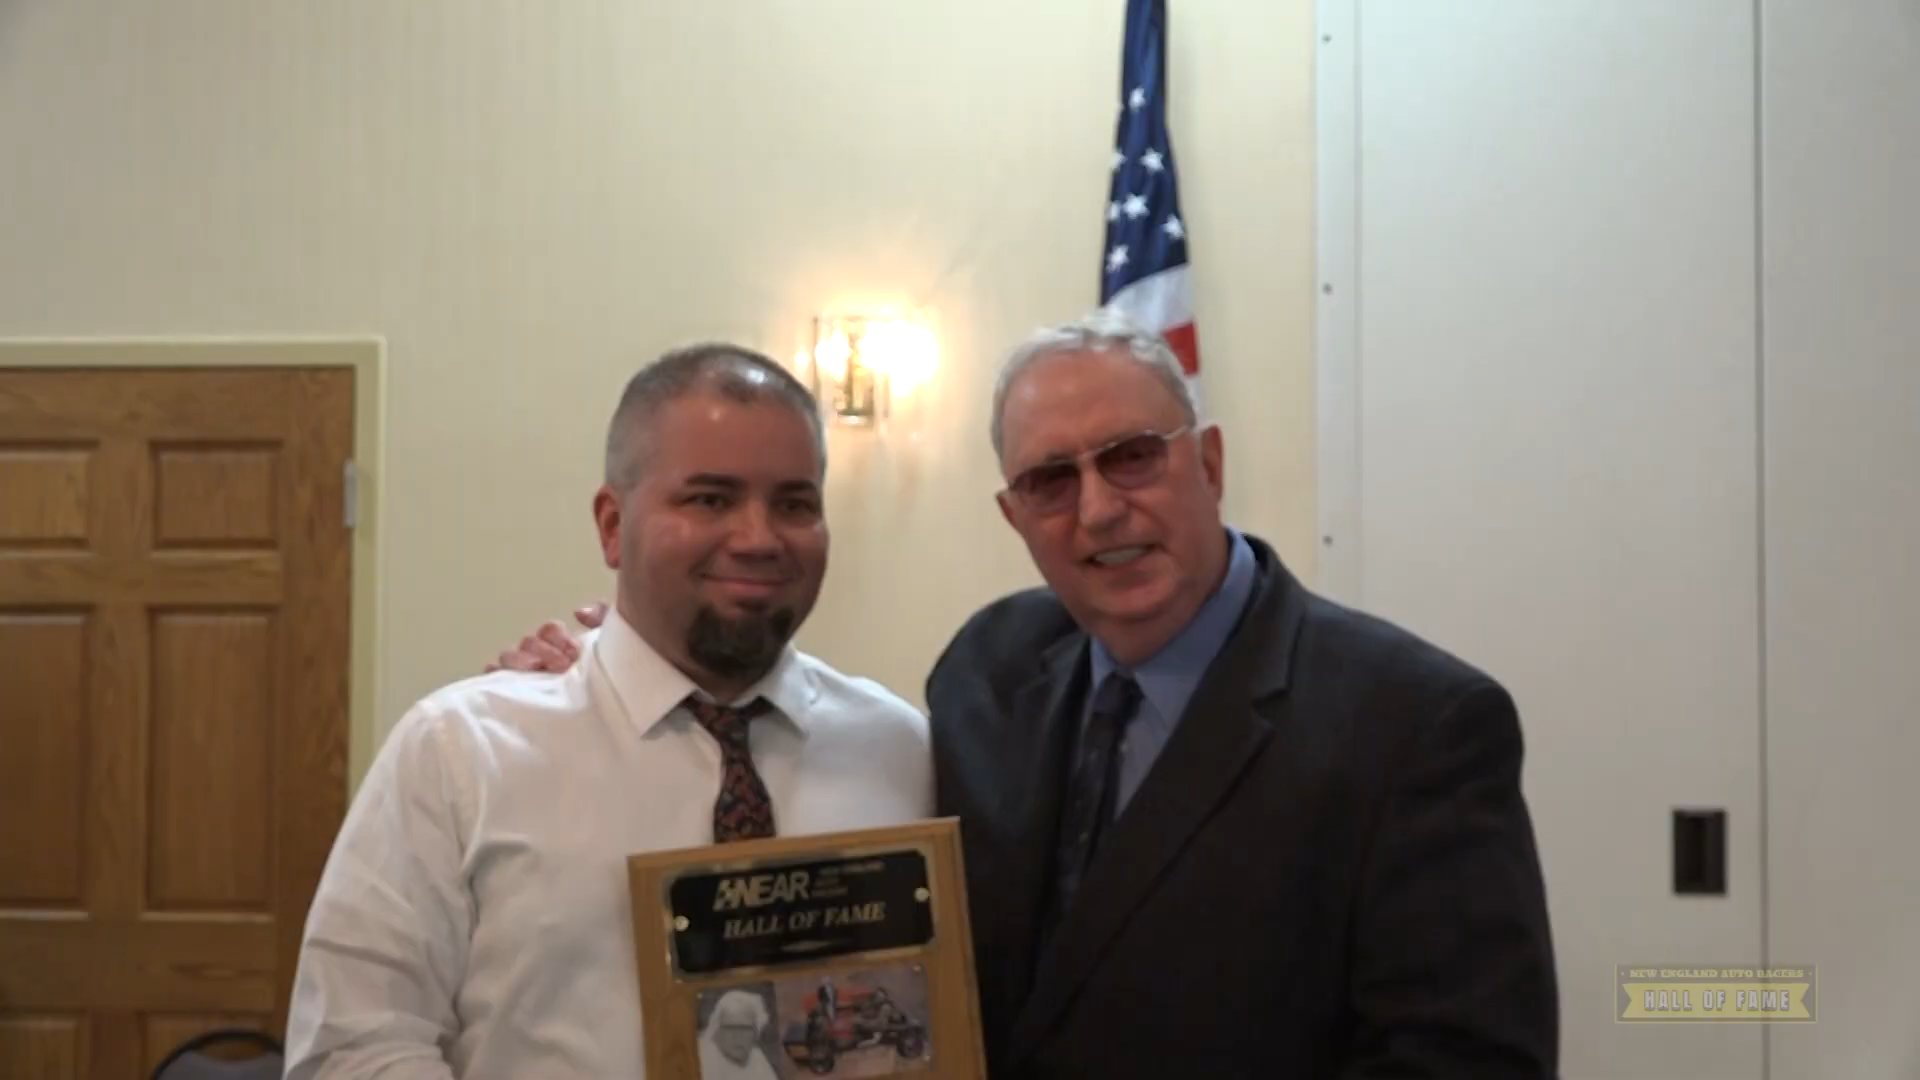 NEAR
HALL OF FAME
NEW ENGLAND AUTO RACERS
HALL OF FAME